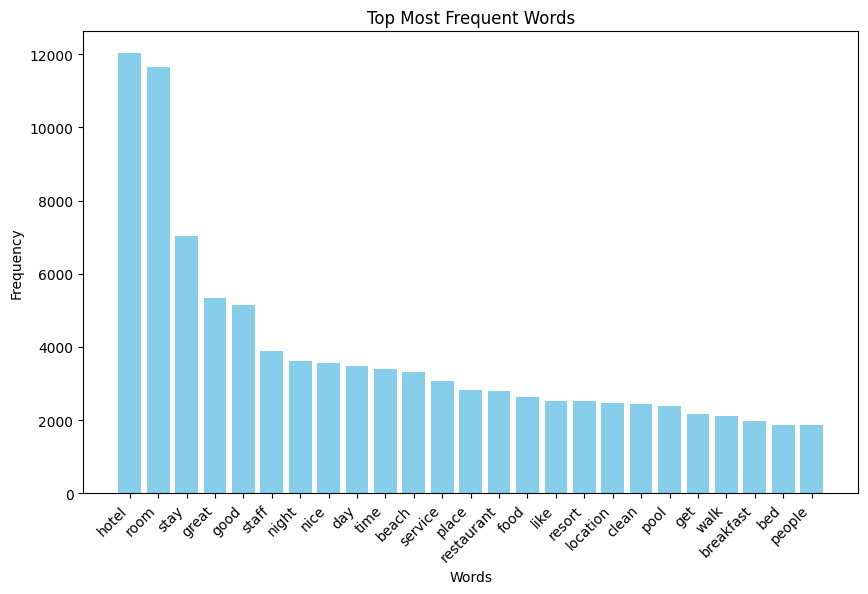 Top Most Frequent Words
Frequency
12000
10000
8000
6000
4000
2000
0
hotel
room
stay
great
good
staff
night
nice
day
time
beach
service
place
restaurant
food
like
resort
location
clean
pool
get
walk
breakfast
bed
people
Words